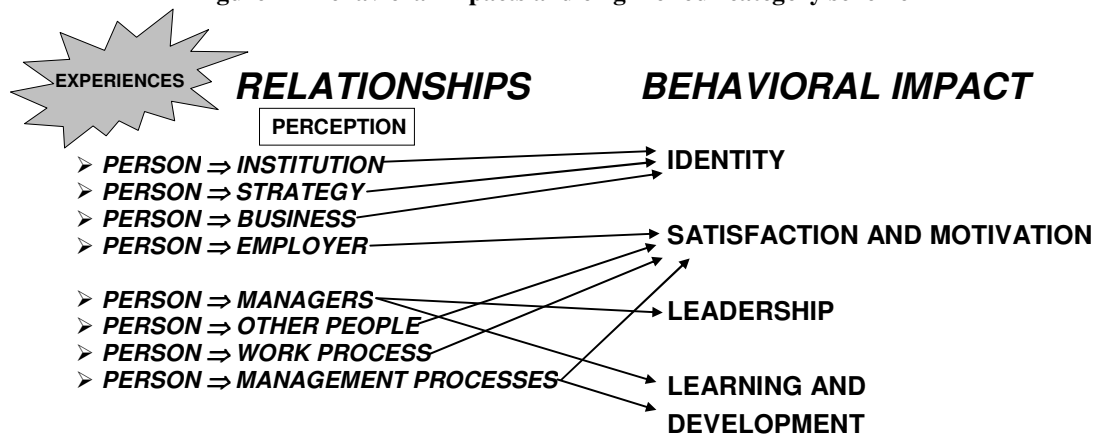 EXPERIENCES
RELATIONSHIPS
BEHAVIORAL IMPACT
PERCEPTION
➢ PERSON ⇒ INSTITUTION
➢ PERSON ⇒ STRATEGY
➢ PERSON ⇒ BUSINESS
➢ PERSON ⇒ EMPLOYER
➢ PERSON ⇒ MANAGERS
➢ PERSON ⇒ OTHER PEOPLE
➢ PERSON ⇒ WORK PROCESS
➢ PERSON ⇒ MANAGEMENT PROCESSES
IDENTITY
SATISFACTION AND MOTIVATION
LEADERSHIP
LEARNING AND
DEVELOPMENT